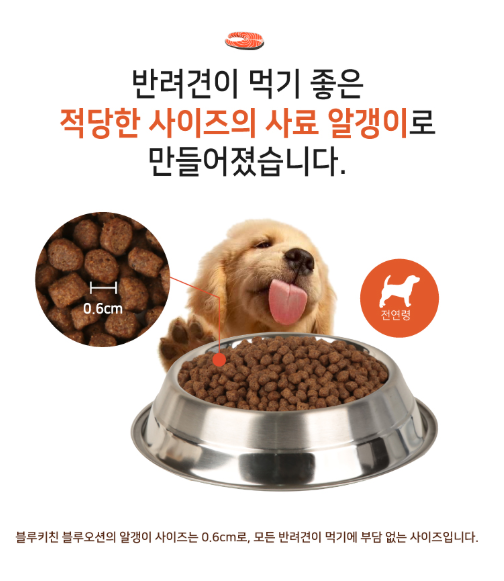 반려견이 먹기 좋은
적당한 사이즈의 사료 알갱이로
만들어졌습니다.
0.6cm
전연령
블루키친 블루오션의 알갱이 사이즈는 0.6cm로, 모든 반려견이 먹기에 부담 없는 사이즈입니다.